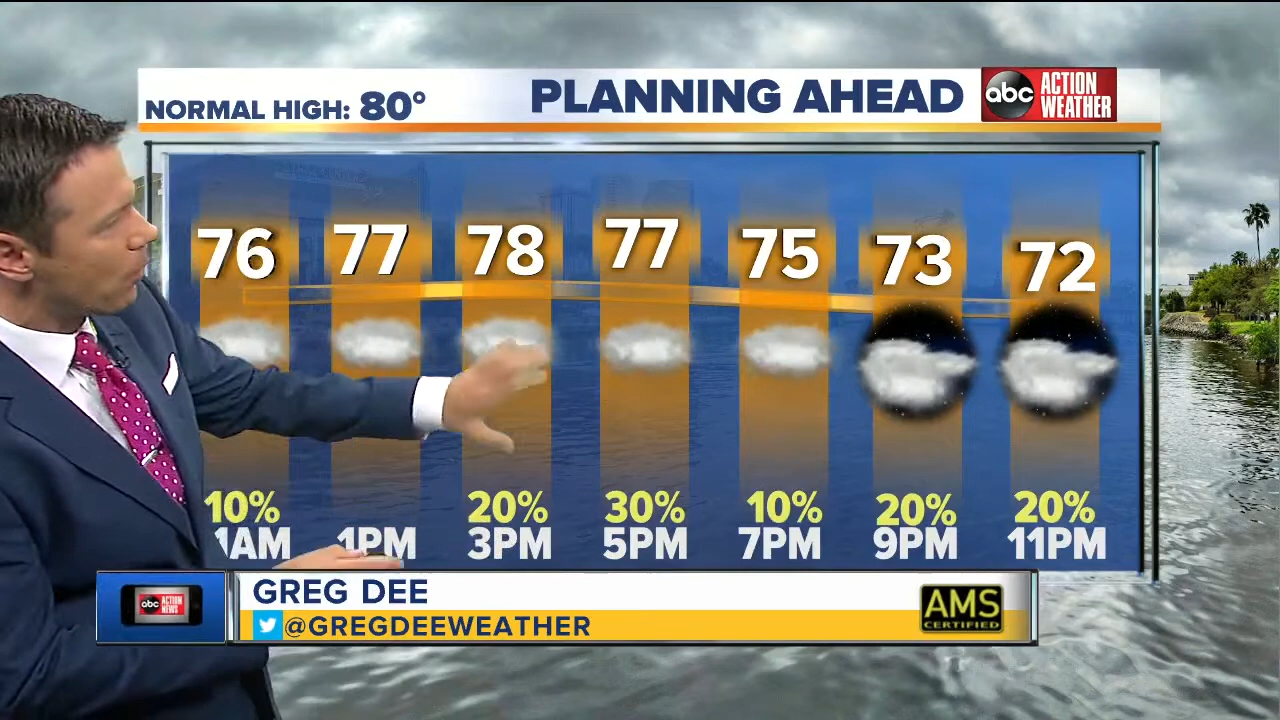 NORMAL HIGH: 80°
PLANNING AHEAD
abc ACTION WEATHER
76 77 78 77 75 73 72
10% 20% 30% 10% 20% 20%
1AM 1PM 3PM 5PM 7PM 9PM 11PM
abc ACTION NEWS
GREG DEE
@GREGDEEWEATHER
AMS
CERTIFIED